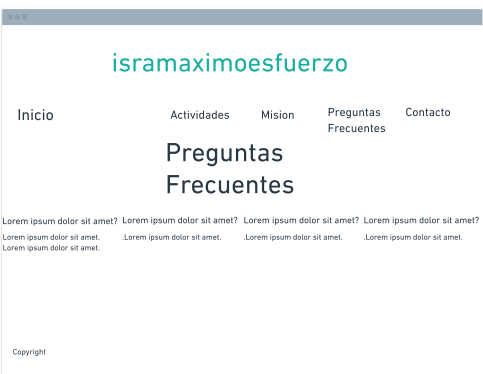 isramaximoesfuerzo
Inicio
Actividades
Mision
Preguntas
Frecuentes
Contacto
Preguntas
Frecuentes
Lorem ipsum dolor sit amet?
Lorem ipsum dolor sit amet.
Lorem ipsum dolor sit amet.
Lorem ipsum dolor sit amet?
.Lorem ipsum dolor sit amet.
Lorem ipsum dolor sit amet?
.Lorem ipsum dolor sit amet.
Lorem ipsum dolor sit amet?
.Lorem ipsum dolor sit amet.
Copyright